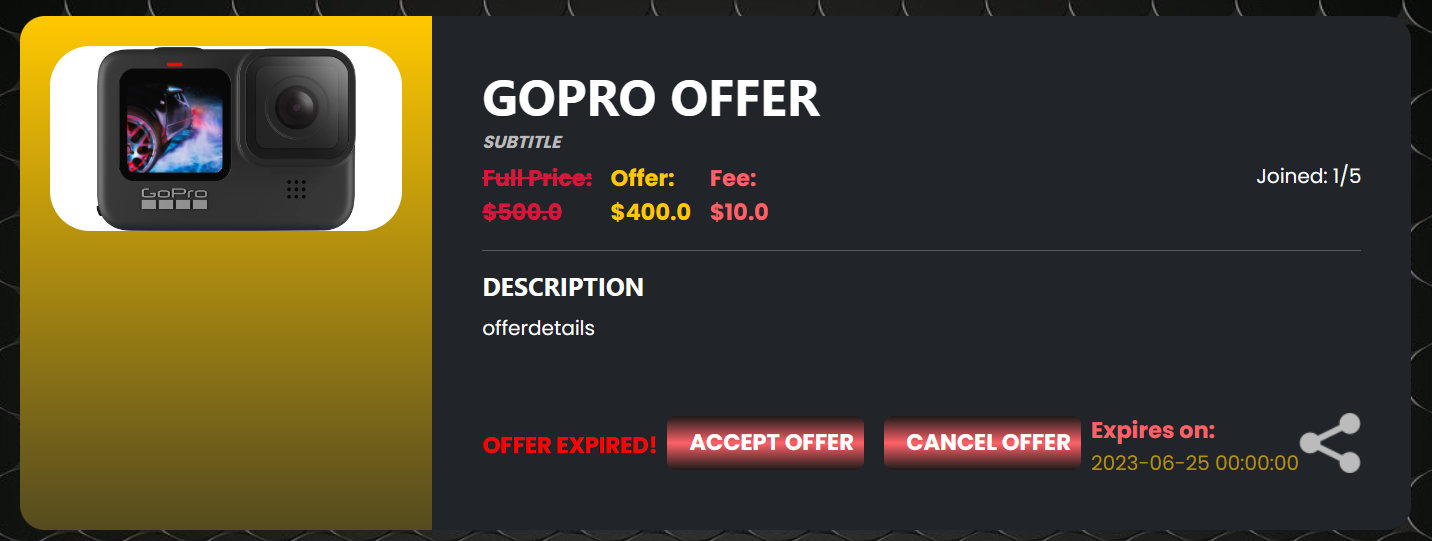 GoPro
GOPRO OFFER
SUBTITLE
Full Price: Offer: Fee:
$500.0 $400.0 $10.0
Joined: 1/5
DESCRIPTION
offerdetails
OFFER EXPIRED! ACCEPT OFFER CANCEL OFFER Expires on:
2023-06-25 00:00:00